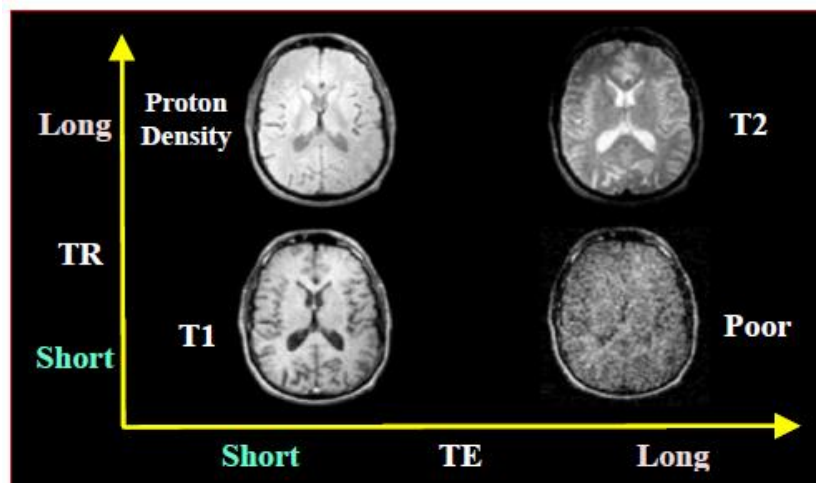 Proton
Density
Long
T2
TR
T1
Poor
Short
Short
TE
Long